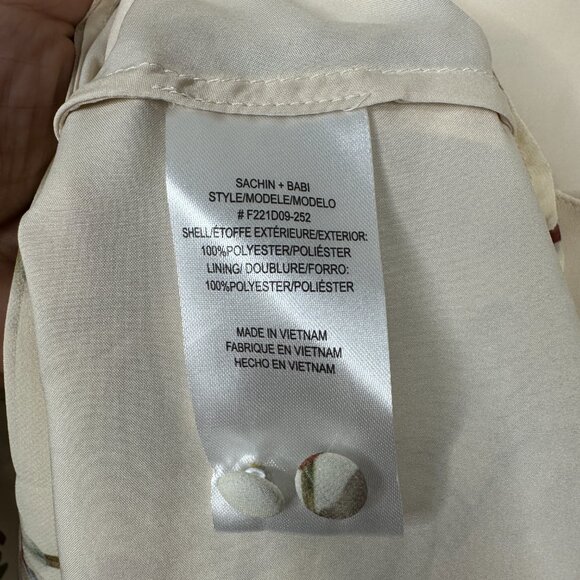 SACHIN + BABI
STYLE/MODELE/MODELO
# F221D09-252
SHELL/ÉTOFFE EXTÉRIEURE/EXTERIOR:
100%POLYESTER/POLIÉSTER
LINING/ DOUBLURE/FORRO:
100%POLYESTER/POLIÉSTER
MADE IN VIETNAM
FABRIQUE EN VIETNAM
HECHO EN VIETNAM